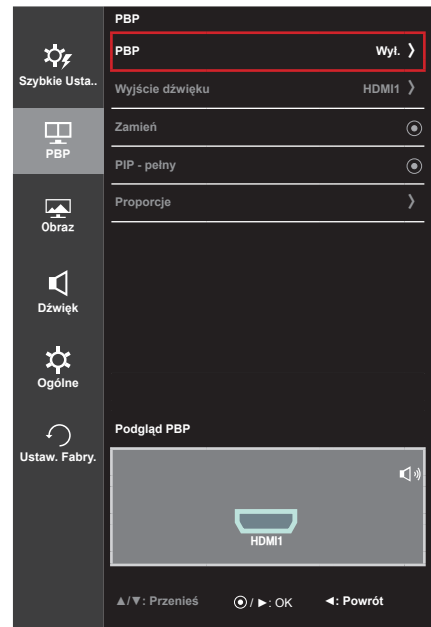 Szybkie Usta..
PBP
Obraz
Dźwięk
Ogólne
Ustaw. Fabry.
PBP
PBP Wył. ❭
Wyjście dźwięku HDMI1 ❭
Zamień
PIP - pełny
Proporcje ❭
Podgląd PBP
HDMI1
▲/▼: Przenieś ◉ / ►: OK ◄: Powrót